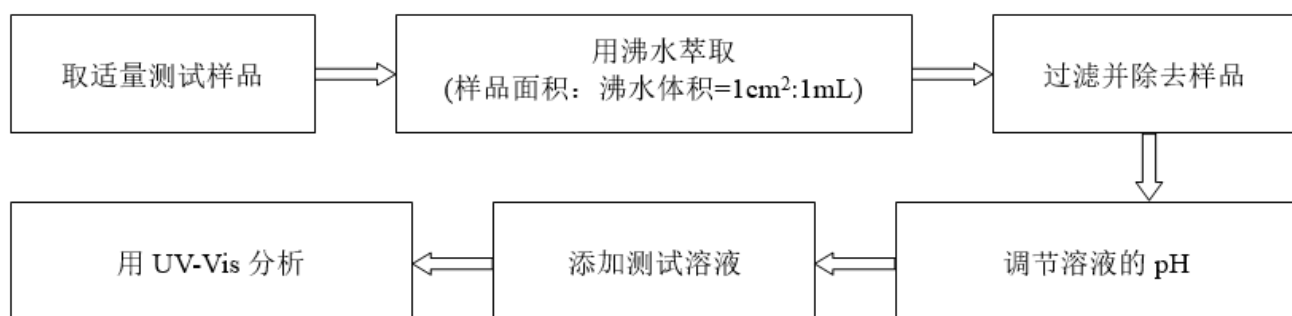 取适量测试样品
用沸水萃取
(样品面积：沸水体积=1cm²:1mL)
过滤并除去样品
调节溶液的 pH
添加测试溶液
用 UV-Vis 分析